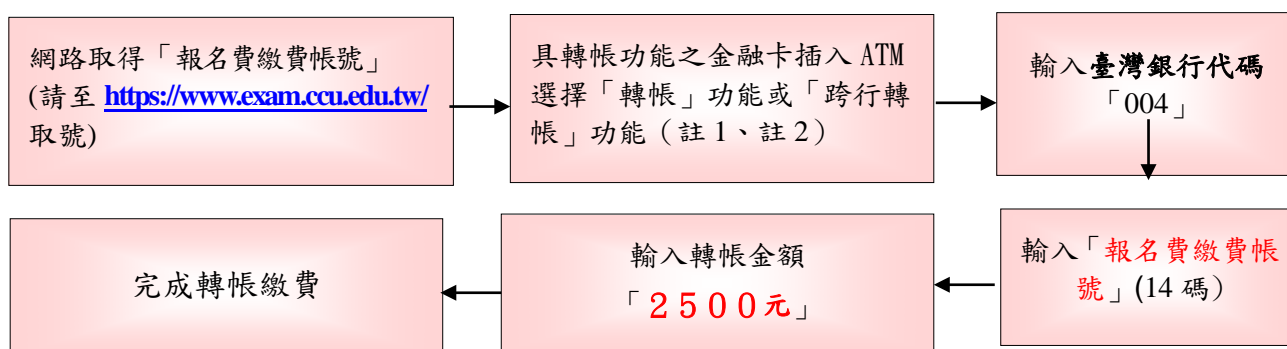 網路取得「報名費繳費帳號」
(請至 https://www.exam.ccu.edu.tw/
取號)
具轉帳功能之金融卡插入 ATM
選擇「轉帳」功能或「跨行轉
帳」功能（註 1、註 2）
輸入臺灣銀行代碼
「004」
輸入「報名費繳費帳
號」(14 碼）
輸入轉帳金額
「２５００元」
完成轉帳繳費